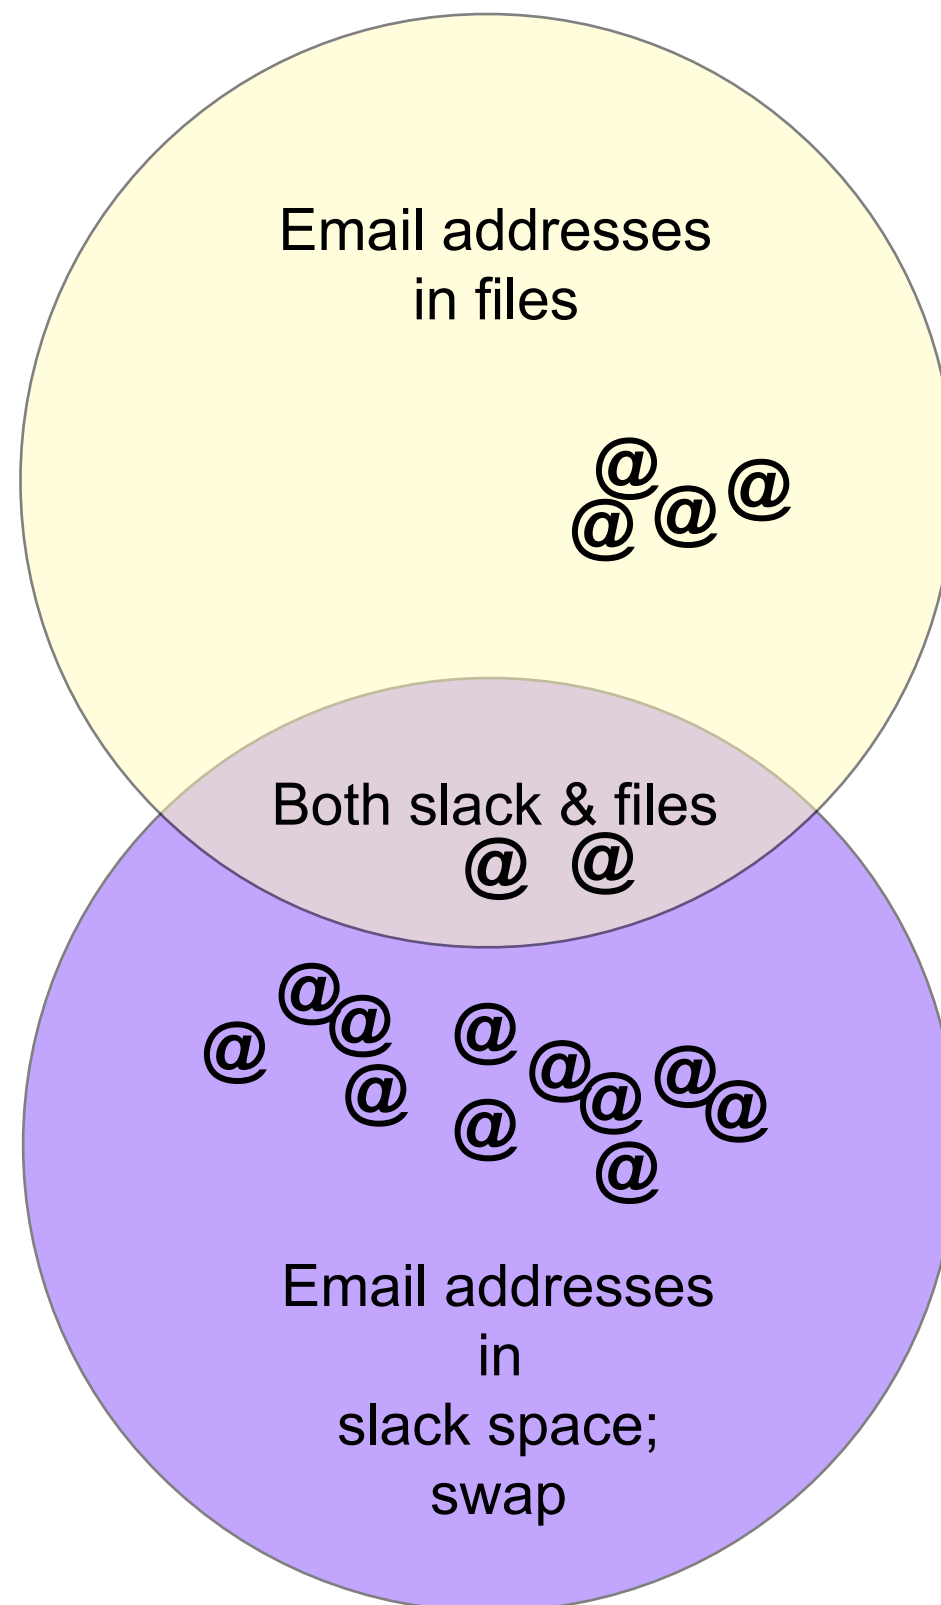 Email addresses
in files
@
@ @ @
Both slack & files
@ @
@ @ @ @
@ @ @ @ @
@ @
Email addresses
in
slack space;
swap